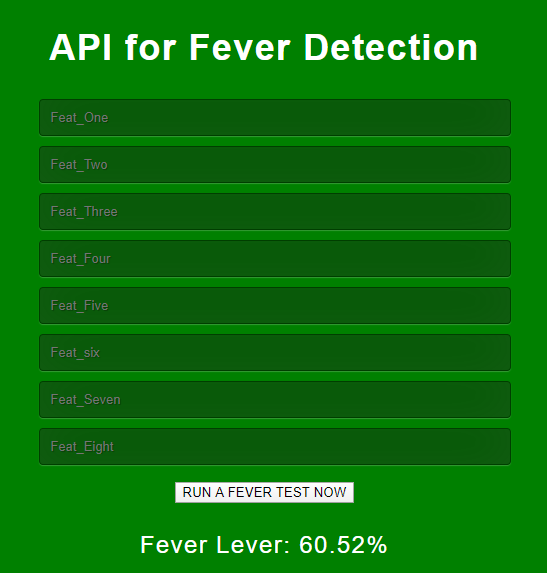 API for Fever Detection
Feat_One
Feat_Two
Feat_Three
Feat_Four
Feat_Five
Feat_six
Feat_Seven
Feat_Eight
RUN A FEVER TEST NOW
Fever Lever: 60.52%